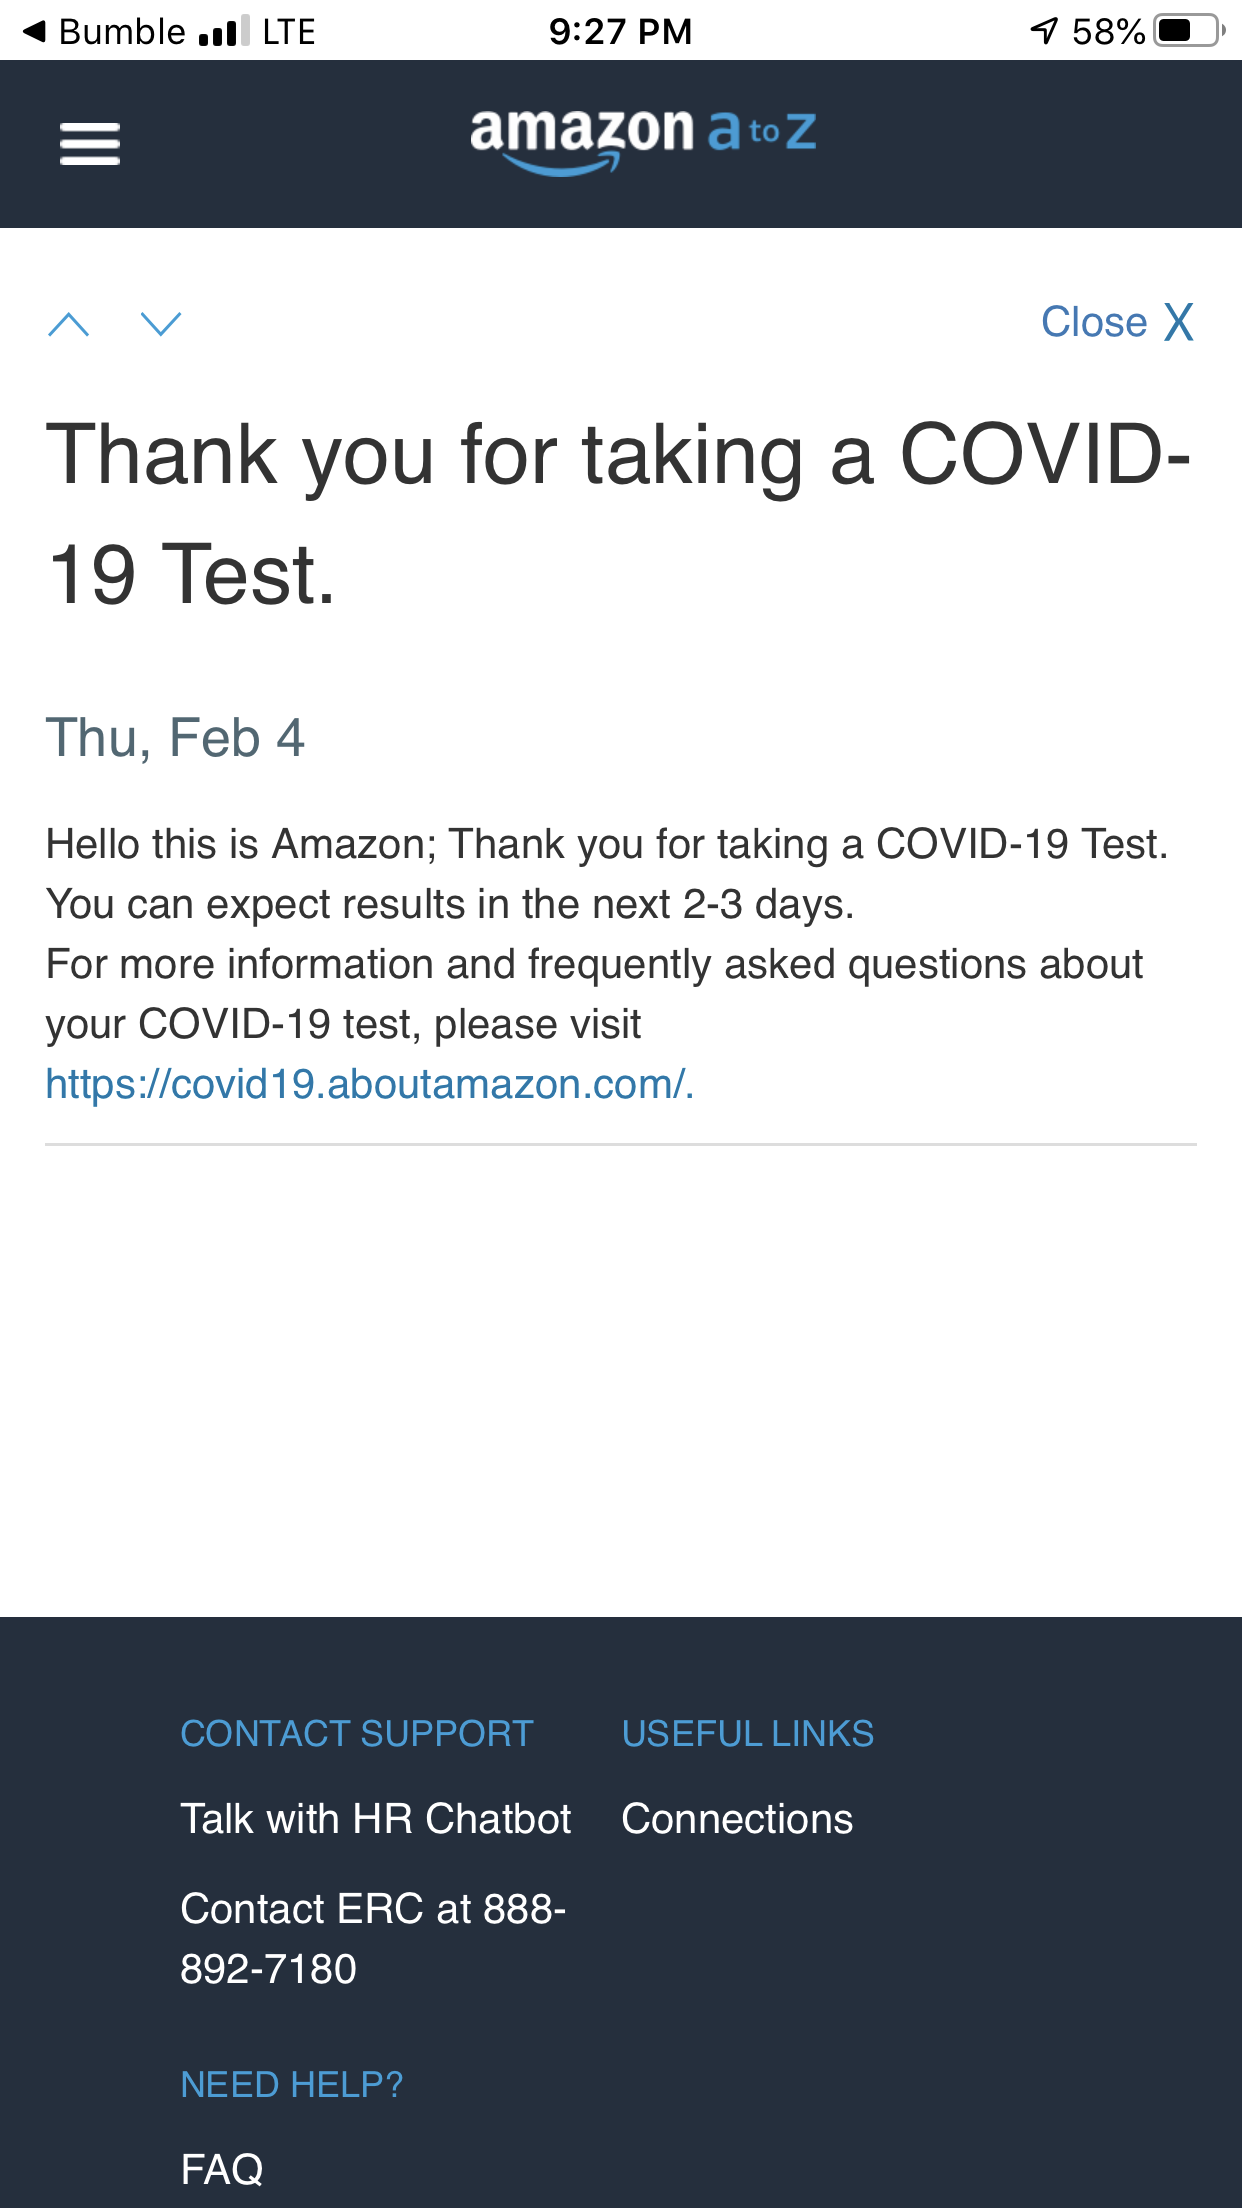 Bumble LTE 9:27 PM 58%
amazon a to z
Close X
Thank you for taking a COVID-
19 Test.
Thu, Feb 4
Hello this is Amazon; Thank you for taking a COVID-19 Test.
You can expect results in the next 2-3 days.
For more information and frequently asked questions about
your COVID-19 test, please visit
https://covid19.aboutamazon.com/.
CONTACT SUPPORT
Talk with HR Chatbot
Contact ERC at 888-
892-7180
USEFUL LINKS
Connections
NEED HELP?
FAQ